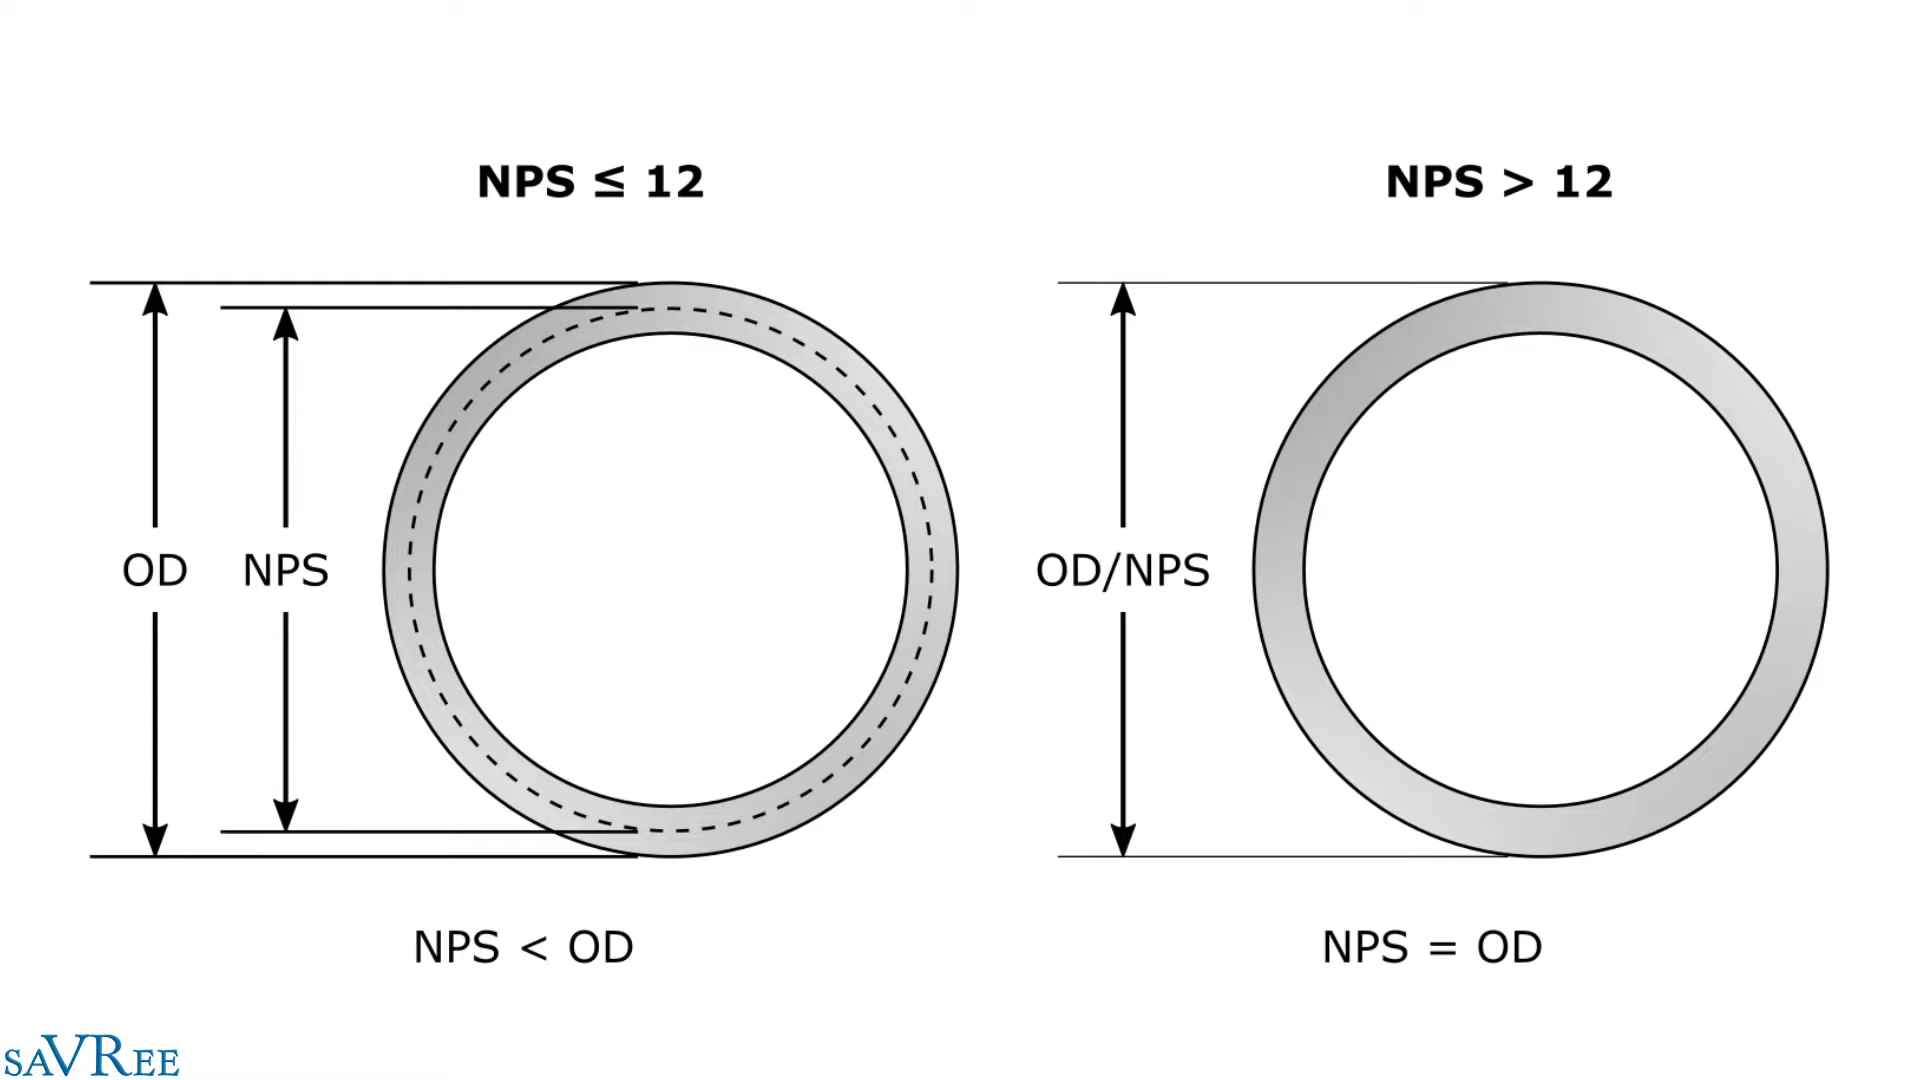 NPS ≤ 12
NPS > 12
OD
NPS
OD/NPS
NPS < OD
NPS = OD
saVRee